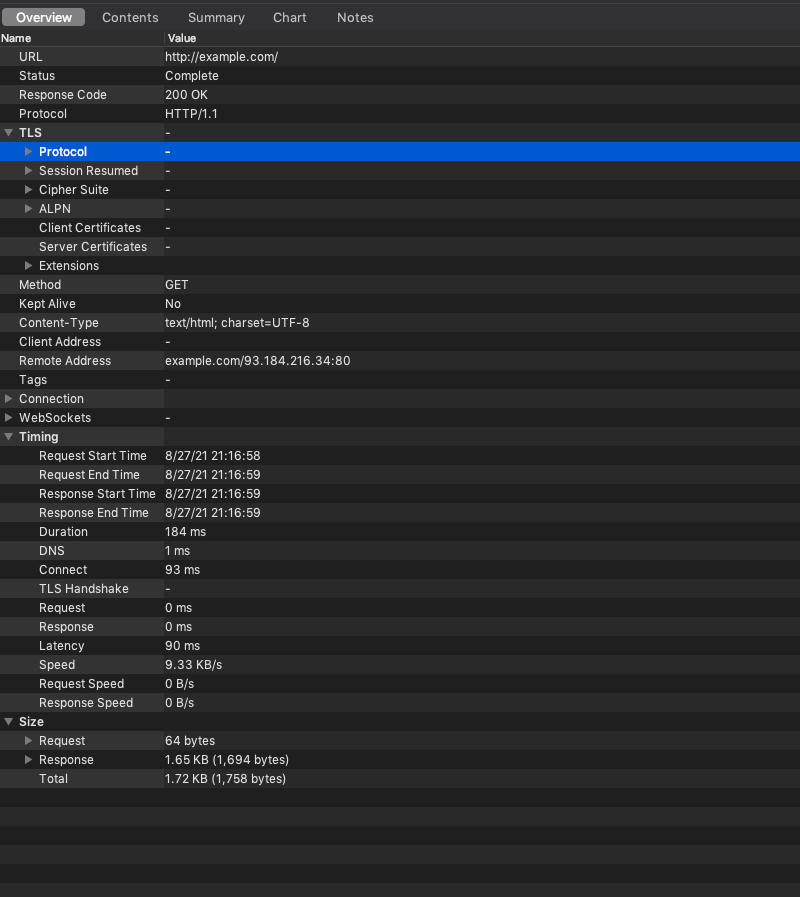 Overview Contents Summary Chart Notes
Name Value
URL http://example.com/
Status Complete
Response Code 200 OK
Protocol HTTP/1.1
TLS -
Protocol -
Session Resumed -
Cipher Suite -
ALPN -
Client Certificates -
Server Certificates -
Extensions
Method GET
Kept Alive No
Content-Type text/html; charset=UTF-8
Client Address -
Remote Address example.com/93.184.216.34:80
Tags -
Connection
WebSockets -
Timing
Request Start Time 8/27/21 21:16:58
Request End Time 8/27/21 21:16:59
Response Start Time 8/27/21 21:16:59
Response End Time 8/27/21 21:16:59
Duration 184 ms
DNS 1 ms
Connect 93 ms
TLS Handshake -
Request 0 ms
Response 0 ms
Latency 90 ms
Speed 9.33 KB/s
Request Speed 0 B/s
Response Speed 0 B/s
Size
Request 64 bytes
Response 1.65 KB (1,694 bytes)
Total 1.72 KB (1,758 bytes)